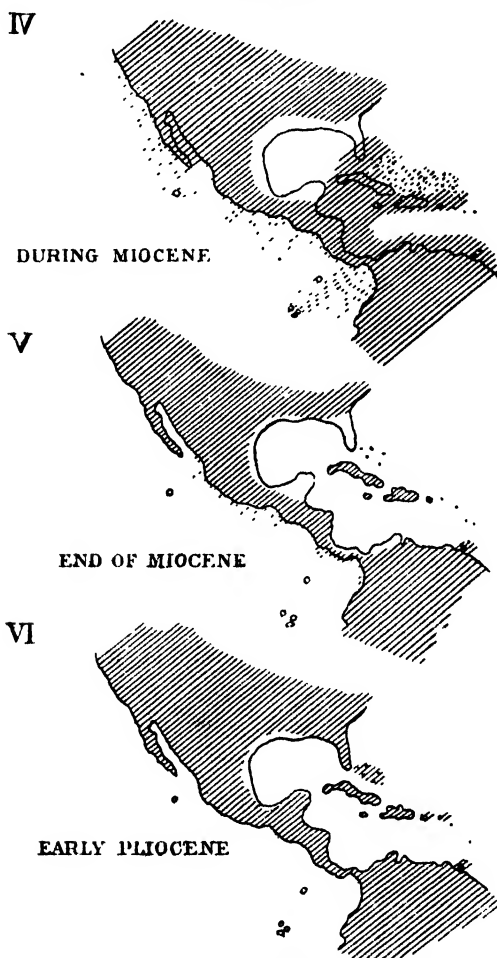 IV
DURING MIOCENE
V
END OF MIOCENE
VI
EARLY PLIOCENE